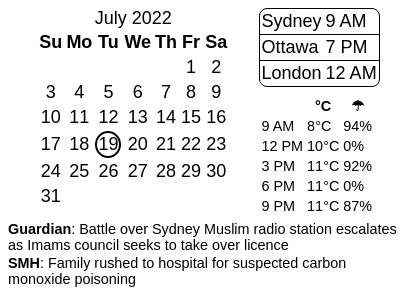 July 2022
Su Mo Tu We Th Fr Sa
1 2
3 4 5 6 7 8 9
10 11 12 13 14 15 16
17 18 19 20 21 22 23
24 25 26 27 28 29 30
31
Sydney 9 AM
Ottawa 7 PM
London 12 AM
°C ☂
9 AM 8°C 94%
12 PM 10°C 0%
3 PM 11°C 92%
6 PM 11°C 0%
9 PM 11°C 87%
Guardian: Battle over Sydney Muslim radio station escalates
as Imams council seeks to take over licence
SMH: Family rushed to hospital for suspected carbon
monoxide poisoning